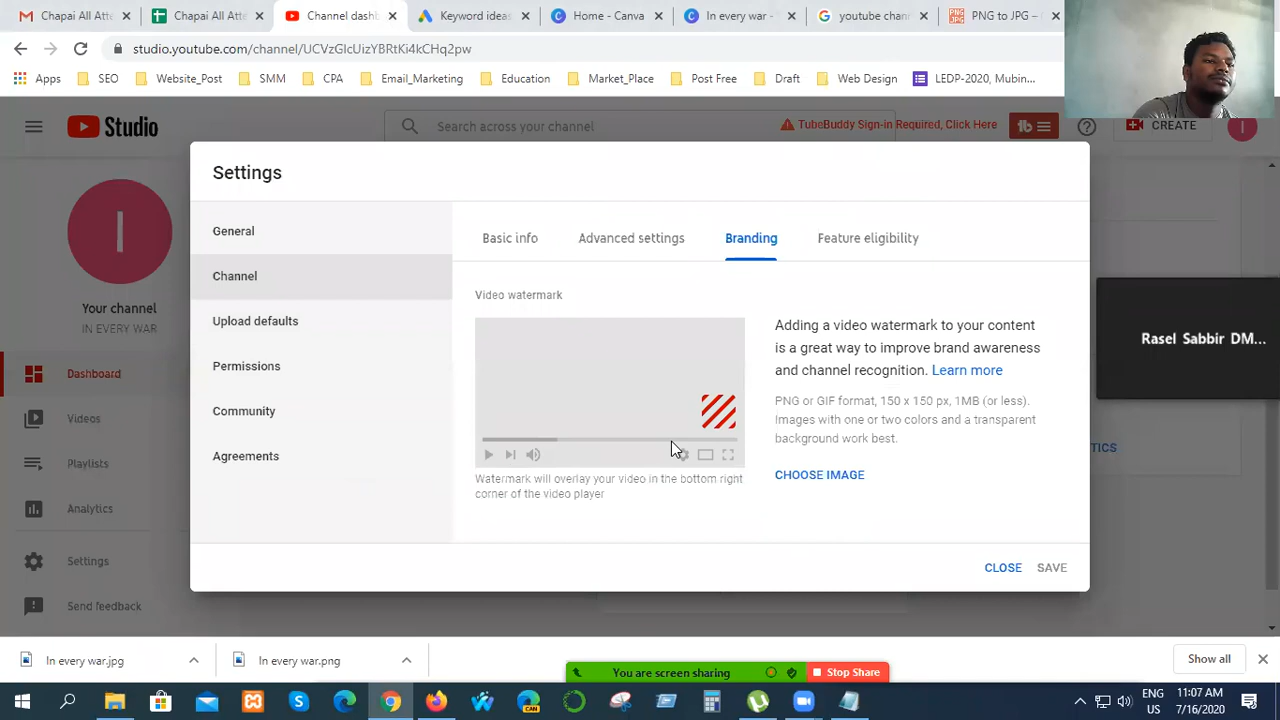 Chapai All Atte
Chapai All Atte
Channel dashb
Keyword ideas
Home - Canva
In every war -
youtube chann
PNG to JPG –
studio.youtube.com/channel/UCVzGlcUizYBRtKi4kCHq2pw
Apps
SEO
Website_Post
SMM
CPA
Email_Marketing
Education
Market_Place
Post Free
Draft
Web Design
LEDP-2020, Mubin...
Studio
Search across your channel
TubeBuddy Sign-in Required, Click Here
tb
?
CREATE
I
Settings
I
General
Basic info
Advanced settings
Branding
Feature eligibility
Channel
Video watermark
Your channel
IN EVERY WAR
Upload defaults
Adding a video watermark to your content
is a great way to improve brand awareness
and channel recognition. Learn more
Rasel Sabbir DM...
Permissions
Dashboard
PNG or GIF format, 150 x 150 px, 1MB (or less).
Images with one or two colors and a transparent
background work best.
Community
Videos
TICS
Agreements
Playlists
CHOOSE IMAGE
Watermark will overlay your video in the bottom right
corner of the video player
Analytics
Settings
CLOSE
SAVE
Send feedback
In every war.jpg
In every war.png
Show all
You are screen sharing
Stop Share
ENG
US
11:07 AM
7/16/2020